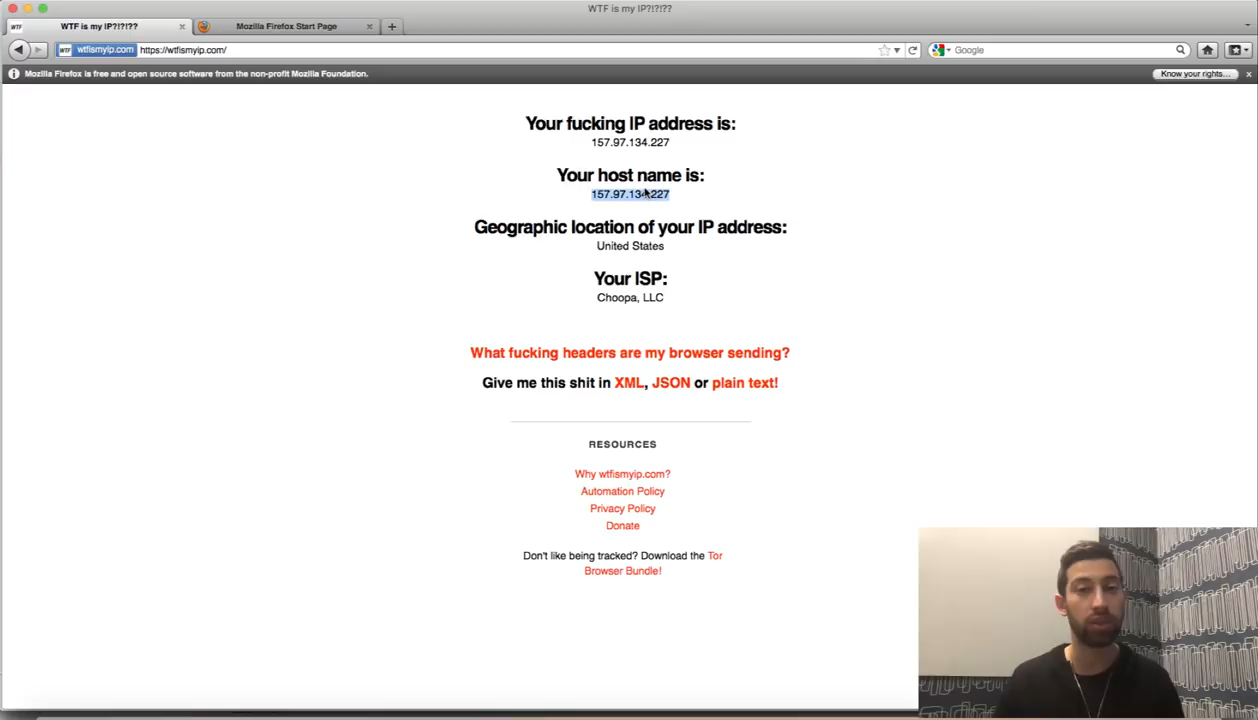 WTF is my IP?!?!??
WTF WTF is my IP?!?!??
Mozilla Firefox Start Page
WTF wtfismyip.com https://wtfismyip.com/
Google
Mozilla Firefox is free and open source software from the non-profit Mozilla Foundation.
Know your rights...
Your fucking IP address is:
157.97.134.227
Your host name is:
157.97.134.227
Geographic location of your IP address:
United States
Your ISP:
Choopa, LLC
What fucking headers are my browser sending?
Give me this shit in XML, JSON or plain text!
RESOURCES
Why wtfismyip.com?
Automation Policy
Privacy Policy
Donate
Don't like being tracked? Download the Tor
Browser Bundle!